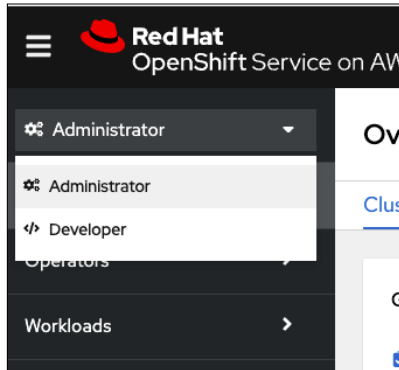 Red Hat
OpenShift Service on AW
Administrator
Ov
Administrator
Clus
Developer
Operators
Workloads